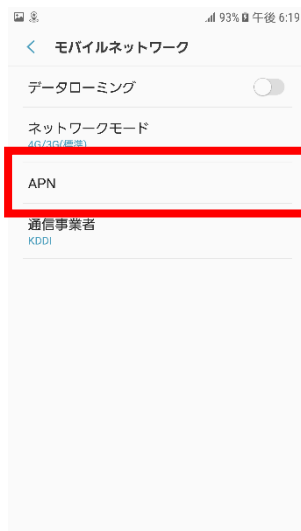 93% 午後 6:19
モバイルネットワーク
データローミング
ネットワークモード
4G/3G(標準)
APN
通信事業者
KDDI